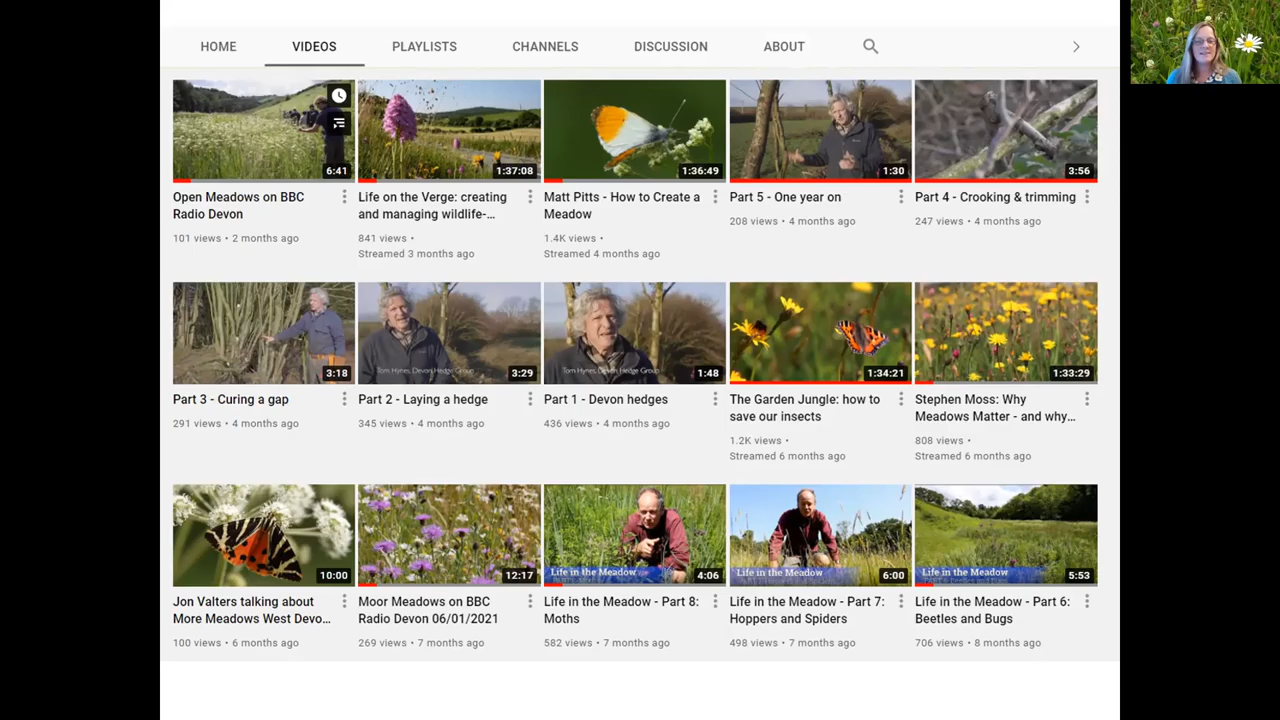 HOME VIDEOS PLAYLISTS CHANNELS DISCUSSION ABOUT
6:41 1:37:08 1:36:49 1:30 3:56
Open Meadows on BBC
Radio Devon
101 views • 2 months ago
Life on the Verge: creating
and managing wildlife-...
841 views •
Streamed 3 months ago
Matt Pitts - How to Create a
Meadow
1.4K views •
Streamed 4 months ago
Part 5 - One year on
208 views • 4 months ago
Part 4 - Crooking & trimming
247 views • 4 months ago
3:18
Tom Hynes, Devon Hedge Group
3:29
Tom Hynes, Devon Hedge Group
1:48 1:34:21 1:33:29
Part 3 - Curing a gap
291 views • 4 months ago
Part 2 - Laying a hedge
345 views • 4 months ago
Part 1 - Devon hedges
436 views • 4 months ago
The Garden Jungle: how to
save our insects
1.2K views •
Streamed 6 months ago
Stephen Moss: Why
Meadows Matter - and why...
808 views •
Streamed 6 months ago
10:00 12:17
Life in the Meadow
4:06
Life in the Meadow
6:00
Life in the Meadow
5:53
Jon Valters talking about
More Meadows West Devo...
100 views • 6 months ago
Moor Meadows on BBC
Radio Devon 06/01/2021
269 views • 7 months ago
Life in the Meadow - Part 8:
Moths
582 views • 7 months ago
Life in the Meadow - Part 7:
Hoppers and Spiders
498 views • 7 months ago
Life in the Meadow - Part 6:
Beetles and Bugs
706 views • 8 months ago